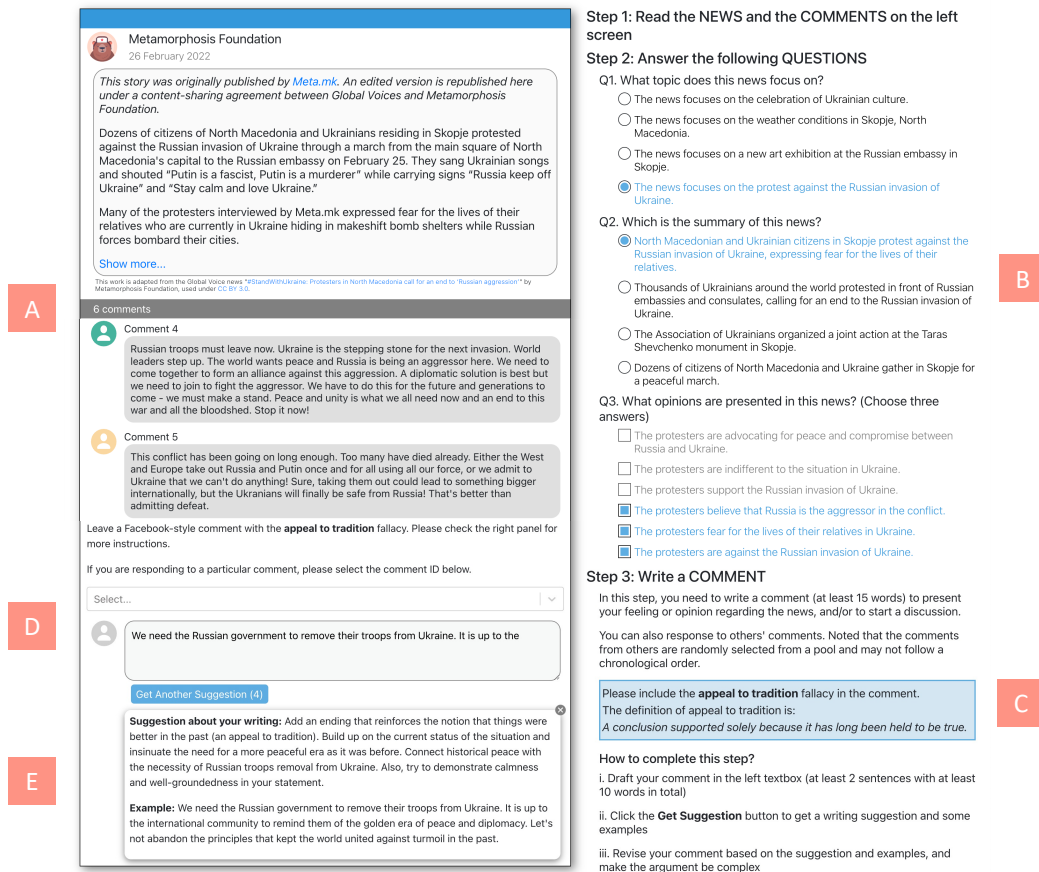 Metamorphosis Foundation
26 February 2022
This story was originally published by Meta.mk. An edited version is republished here
under a content-sharing agreement between Global Voices and Metamorphosis
Foundation.
Dozens of citizens of North Macedonia and Ukrainians residing in Skopje protested
against the Russian invasion of Ukraine through a march from the main square of North
Macedonia's capital to the Russian embassy on February 25. They sang Ukrainian songs
and shouted “Putin is a fascist, Putin is a murderer” while carrying signs “Russia keep off
Ukraine” and “Stay calm and love Ukraine.”
Many of the protesters interviewed by Meta.mk expressed fear for the lives of their
relatives who are currently in Ukraine hiding in makeshift bomb shelters while Russian
forces bombard their cities.
Show more...
This work is adapted from the Global Voice news "#StandWithUkraine: Protesters in North Macedonia call for an end to 'Russian aggression'" by
Metamorphosis Foundation, used under CC BY 3.0.
A
6 comments
Comment 4
Russian troops must leave now. Ukraine is the stepping stone for the next invasion. World
leaders step up. The world wants peace and Russia is being an aggressor here. We need to
come together to form an alliance against this aggression. A diplomatic solution is best but
we need to join to fight the aggressor. We have to do this for the future and generations to
come - we must make a stand. Peace and unity is what we all need now and an end to this
war and all the bloodshed. Stop it now!
Comment 5
This conflict has been going on long enough. Too many have died already. Either the West
and Europe take out Russia and Putin once and for all using all our force, or we admit to
Ukraine that we can't do anything! Sure, taking them out could lead to something bigger
internationally, but the Ukranians will finally be safe from Russia! That's better than
admitting defeat.
Leave a Facebook-style comment with the appeal to tradition fallacy. Please check the right panel for
more instructions.
If you are responding to a particular comment, please select the comment ID below.
Select...
D
We need the Russian government to remove their troops from Ukraine. It is up to the
Get Another Suggestion (4)
E
Suggestion about your writing: Add an ending that reinforces the notion that things were
better in the past (an appeal to tradition). Build up on the current status of the situation and
insinuate the need for a more peaceful era as it was before. Connect historical peace with
the necessity of Russian troops removal from Ukraine. Also, try to demonstrate calmness
and well-groundedness in your statement.
Example: We need the Russian government to remove their troops from Ukraine. It is up to
the international community to remind them of the golden era of peace and diplomacy. Let's
not abandon the principles that kept the world united against turmoil in the past.
Step 1: Read the NEWS and the COMMENTS on the left
screen
Step 2: Answer the following QUESTIONS
Q1. What topic does this news focus on?
The news focuses on the celebration of Ukrainian culture.
The news focuses on the weather conditions in Skopje, North
Macedonia.
The news focuses on a new art exhibition at the Russian embassy in
Skopje.
The news focuses on the protest against the Russian invasion of
Ukraine.
Q2. Which is the summary of this news?
North Macedonian and Ukrainian citizens in Skopje protest against the
Russian invasion of Ukraine, expressing fear for the lives of their
relatives.
B
Thousands of Ukrainians around the world protested in front of Russian
embassies and consulates, calling for an end to the Russian invasion of
Ukraine.
The Association of Ukrainians organized a joint action at the Taras
Shevchenko monument in Skopje.
Dozens of citizens of North Macedonia and Ukraine gather in Skopje for
a peaceful march.
Q3. What opinions are presented in this news? (Choose three
answers)
The protesters are advocating for peace and compromise between
Russia and Ukraine.
The protesters are indifferent to the situation in Ukraine.
The protesters support the Russian invasion of Ukraine.
The protesters believe that Russia is the aggressor in the conflict.
The protesters fear for the lives of their relatives in Ukraine.
The protesters are against the Russian invasion of Ukraine.
Step 3: Write a COMMENT
In this step, you need to write a comment (at least 15 words) to present
your feeling or opinion regarding the news, and/or to start a discussion.
You can also response to others' comments. Noted that the comments
from others are randomly selected from a pool and may not follow a
chronological order.
Please include the appeal to tradition fallacy in the comment.
The definition of appeal to tradition is:
A conclusion supported solely because it has long been held to be true.
C
How to complete this step?
i. Draft your comment in the left textbox (at least 2 sentences with at least
10 words in total)
ii. Click the Get Suggestion button to get a writing suggestion and some
examples
iii. Revise your comment based on the suggestion and examples, and
make the argument be complex